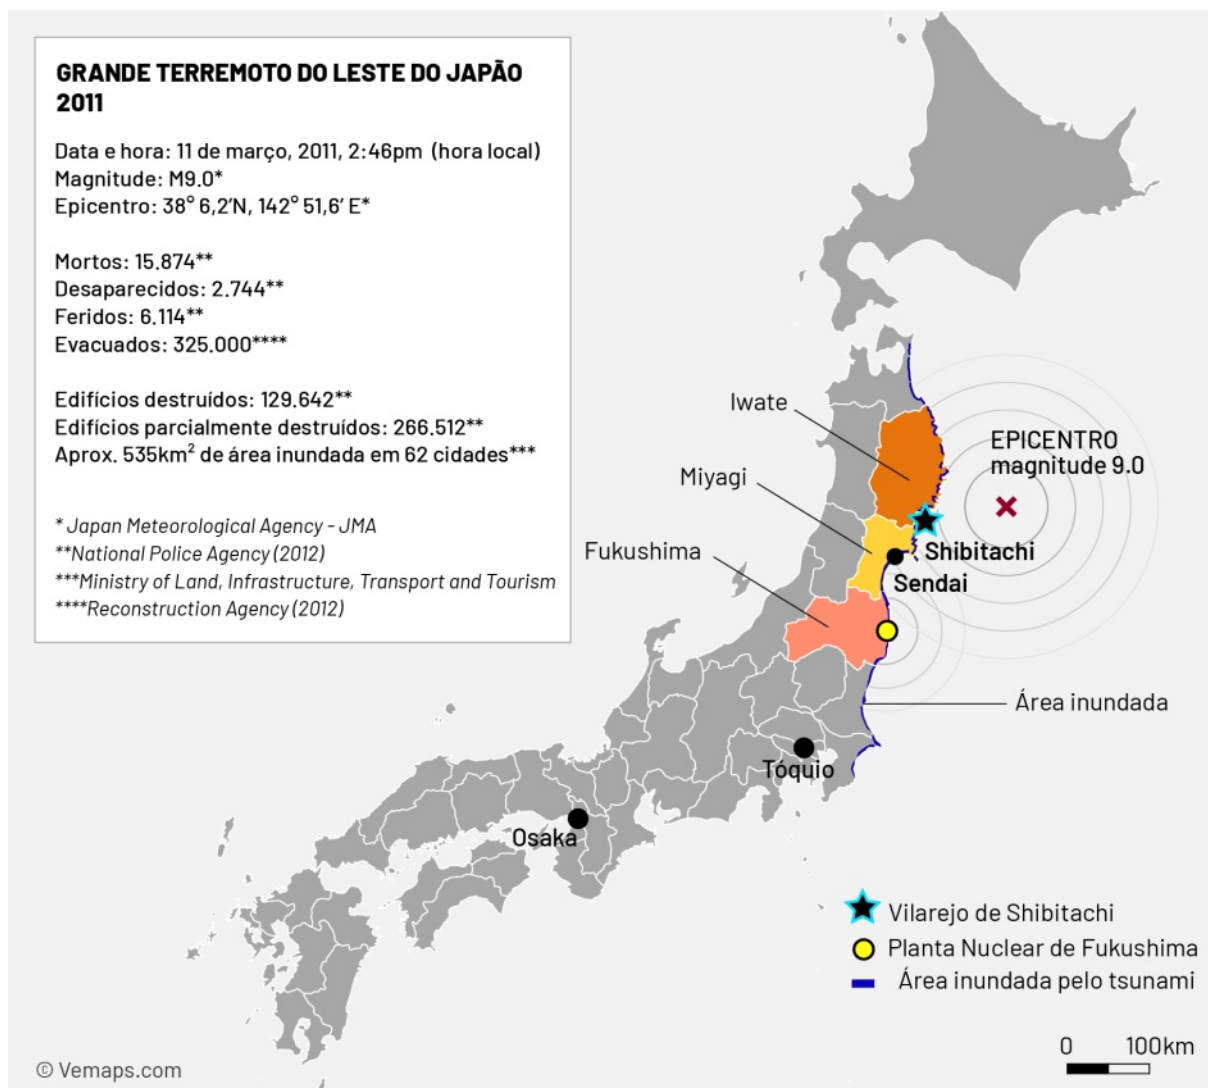 GRANDE TERREMOTO DO LESTE DO JAPÃO
2011
Data e hora: 11 de março, 2011, 2:46pm (hora local)
Magnitude: M9.0*
Epicentro: 38° 6,2'N, 142° 51,6' E*
Mortos: 15.874**
Desaparecidos: 2.744**
Feridos: 6.114**
Evacuados: 325.000****
Edifícios destruídos: 129.642**
Edifícios parcialmente destruídos: 266.512**
Aprox. 535km² de área inundada em 62 cidades***
* Japan Meteorological Agency - JMA
**National Police Agency (2012)
***Ministry of Land, Infrastructure, Transport and Tourism
****Reconstruction Agency (2012)
Iwate
EPICENTRO
magnitude 9.0
Miyagi
Fukushima
Shibitachi
Sendai
Área inundada
Tóquio
Osaka
Vilarejo de Shibitachi
Planta Nuclear de Fukushima
Área inundada pelo tsunami
0 100km
© Vemaps.com